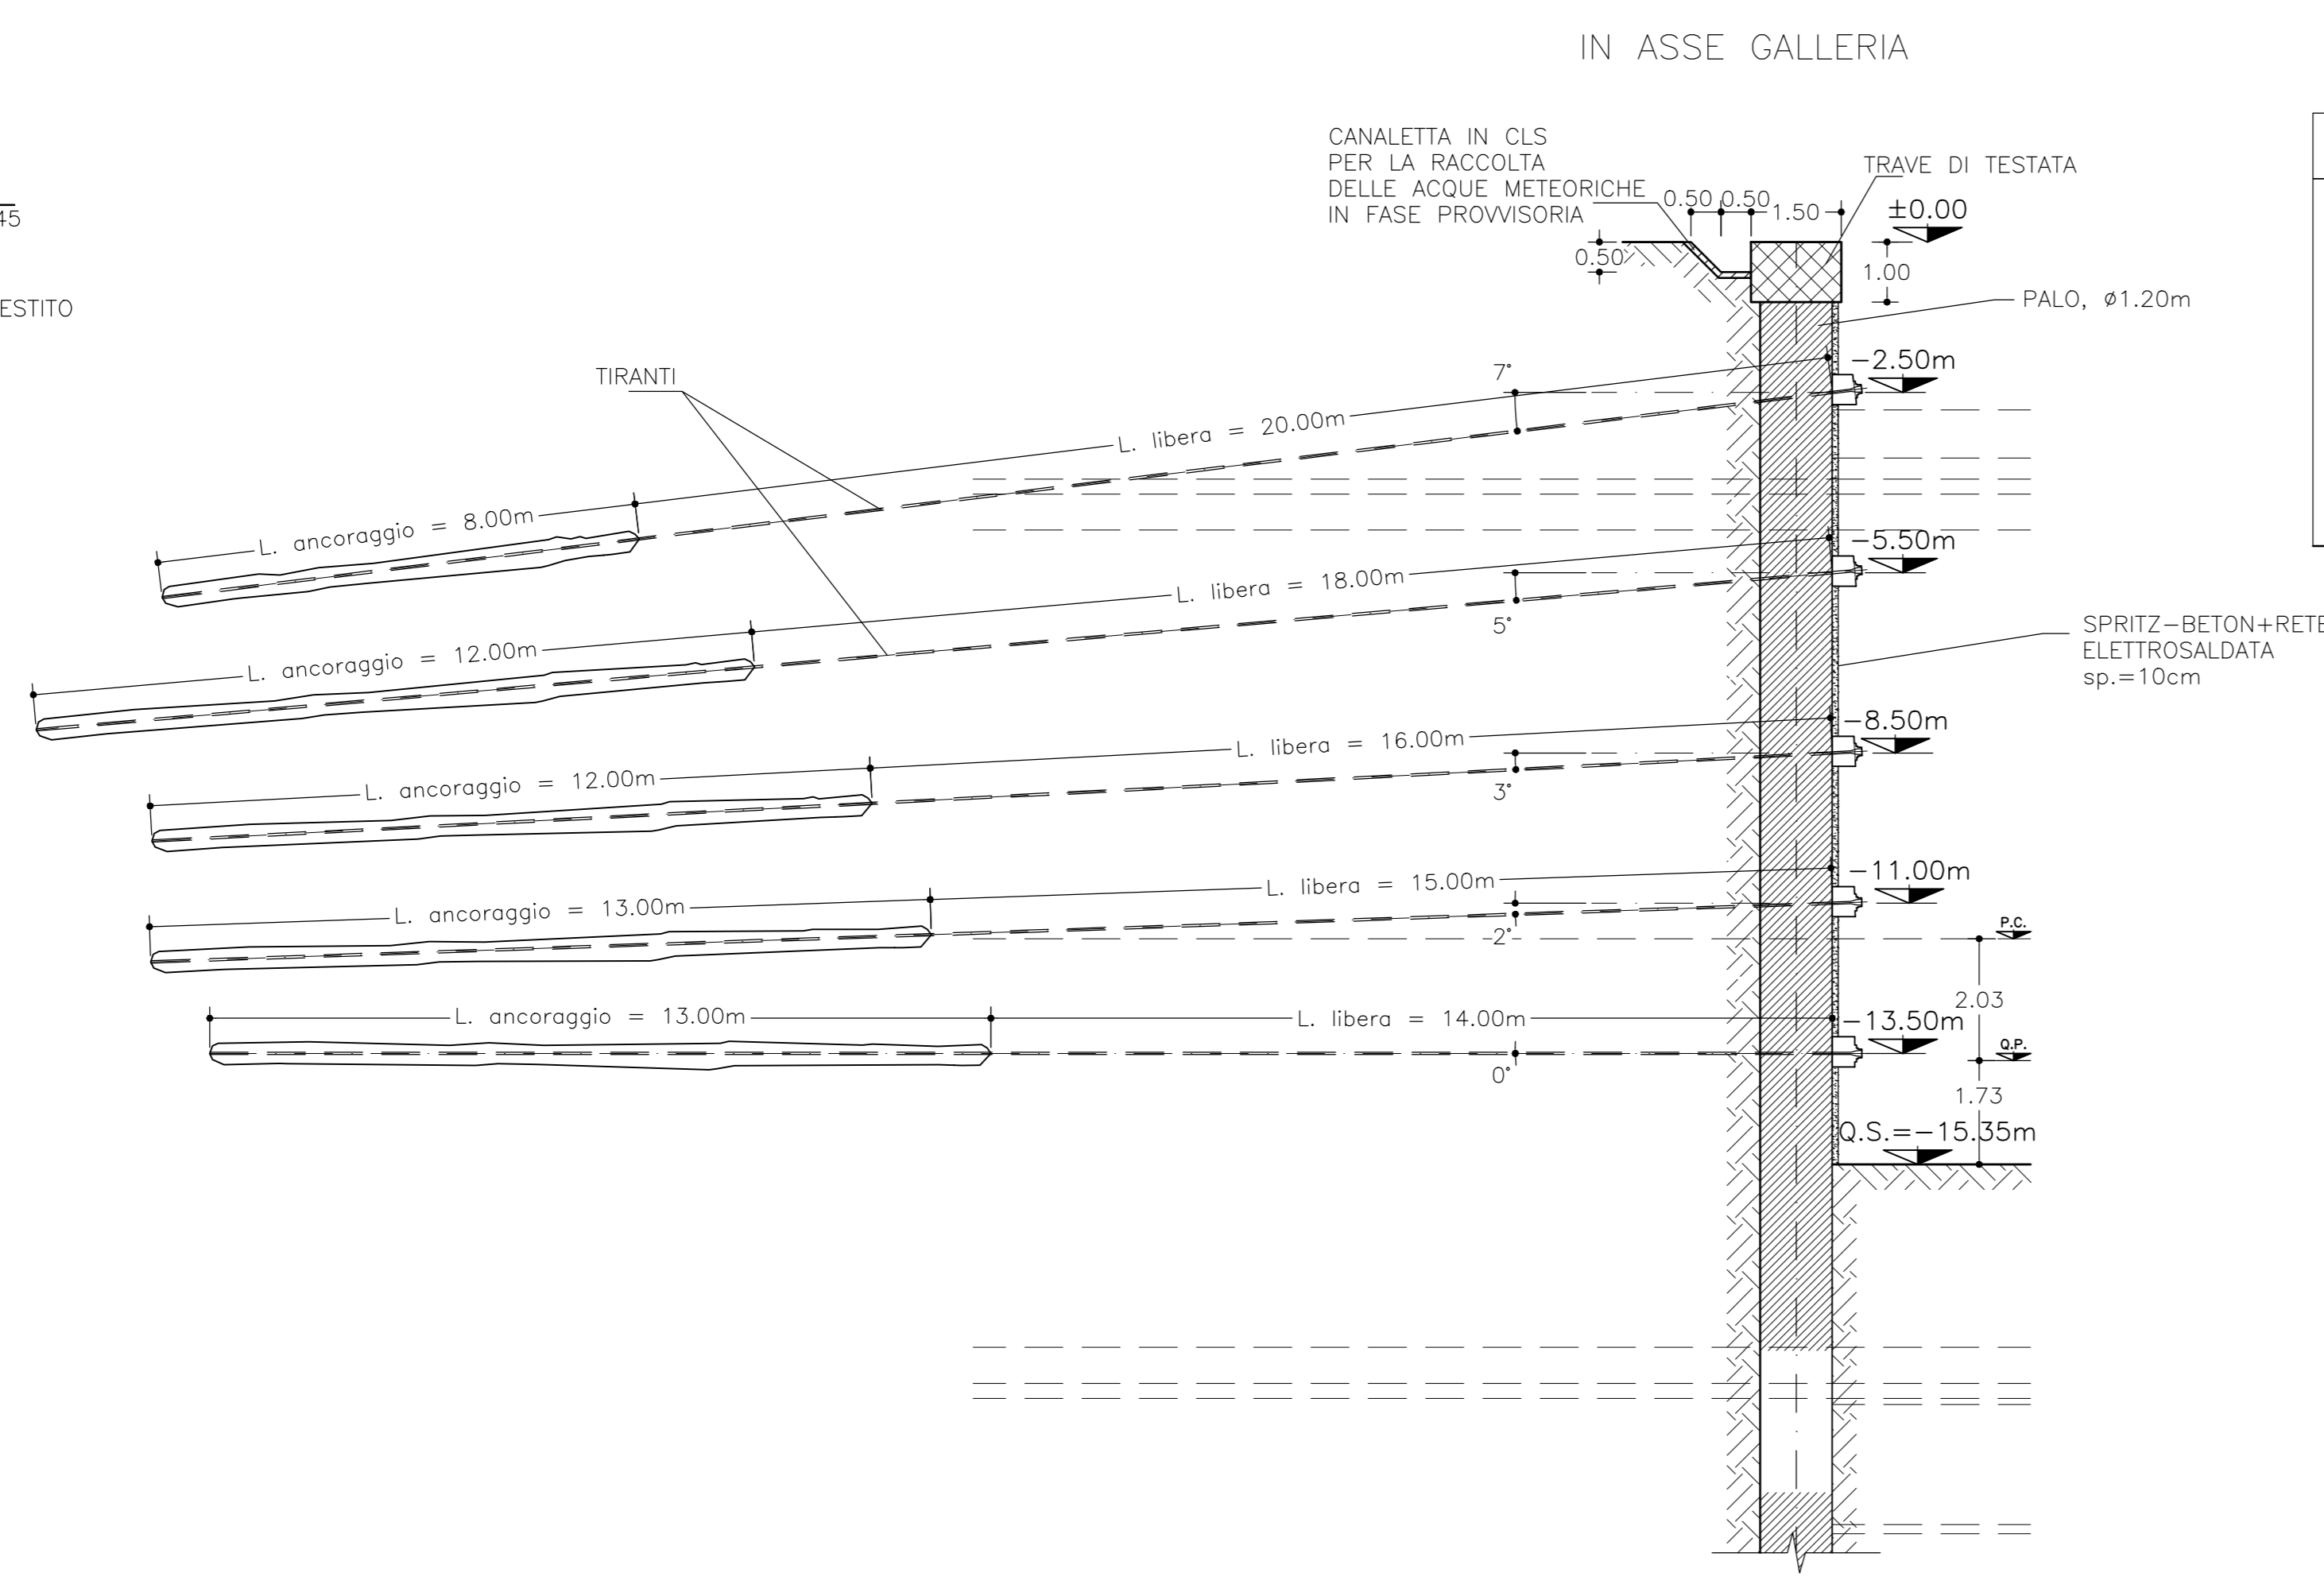 IN ASSE GALLERIA
CANALETTA IN CLS
PER LA RACCOLTA
DELLE ACQUE METEORICHE
IN FASE PROVVISORIA
0.50
0.50
1.50
TRAVE DI TESTATA
±0.00
0.50
1.00
45
ESTITO
PALO, ø1.20m
TIRANTI
7°
-2.50m
L. libera = 20.00m
L. ancoraggio = 8.00m
-5.50m
L. libera = 18.00m
5°
L. ancoraggio = 12.00m
SPRITZ-BETON+RETE
ELETTROSALDATA
sp.=10cm
-8.50m
L. libera = 16.00m
3°
L. ancoraggio = 12.00m
-11.00m
L. libera = 15.00m
2°
L. ancoraggio = 13.00m
P.C.
2.03
-13.50m
L. libera = 14.00m
L. ancoraggio = 13.00m
0°
Q.P.
1.73
Q.S.=-15.35m